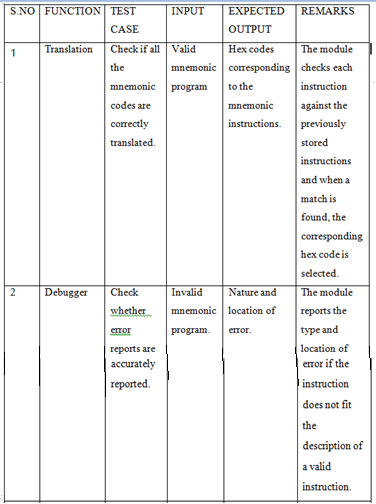 S.NO FUNCTION TEST CASE INPUT EXPECTED OUTPUT REMARKS
1 Translation Check if all Valid Hex codes The module
the mnemonic corresponding checks each
mnemonic program to the instruction
codes are mnemonic against the
correctly instructions. previously
translated. stored
instructions
and when a
match is
found, the
corresponding
hex code is
selected.
2 Debugger Check Invalid Nature and The module
whether mnemonic location of reports the
error program. error. type and
reports are location of
accurately error if the
reported. instruction
does not fit
the
description of
a valid
instruction.